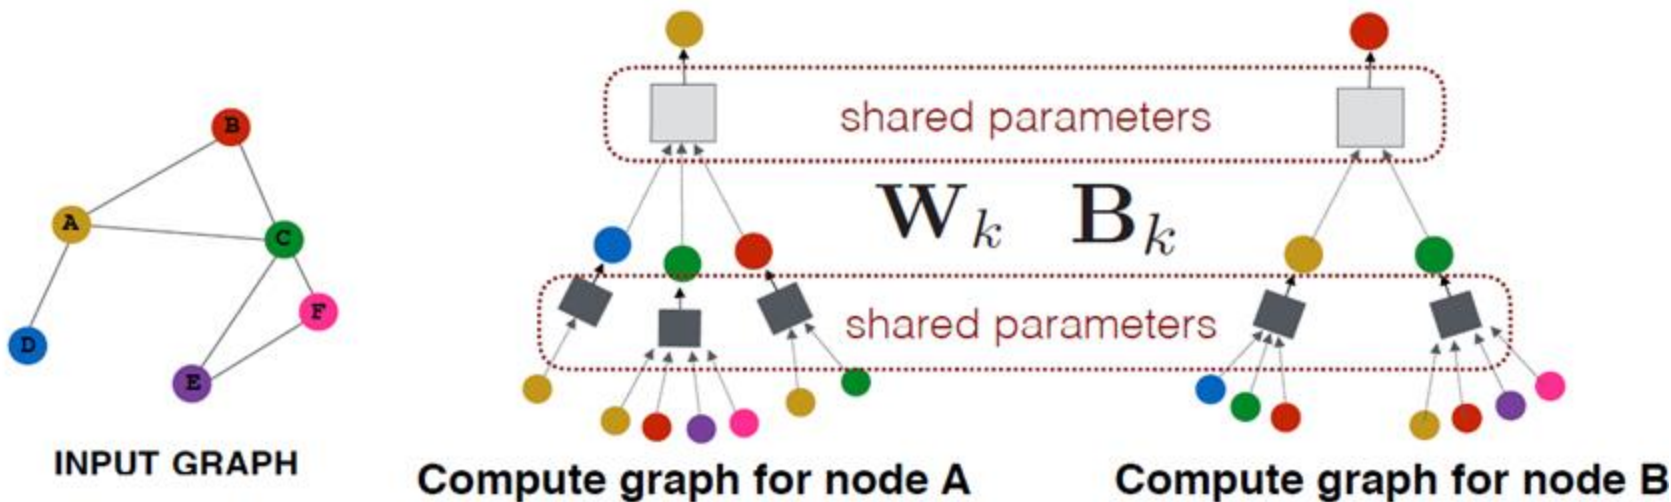 B
A
C
F
D
E
INPUT GRAPH
shared parameters
W_k B_k
shared parameters
Compute graph for node A
Compute graph for node B